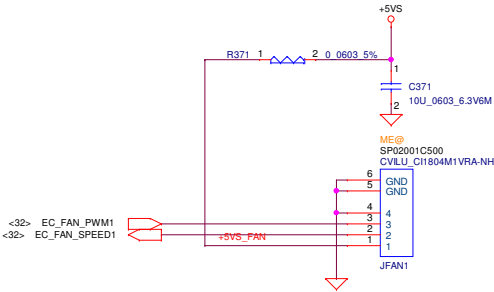 +5VS
R371 1 2 0_0603_5%
1
C371
10U_0603_6.3V6M
2
ME@
SP02001C500
CVILU_CI1804M1VRA-NH
6 GND
5 GND
4 4
<32> EC_FAN_PWM1 3 3
<32> EC_FAN_SPEED1 2 2
+5VS_FAN 1 1
JFAN1